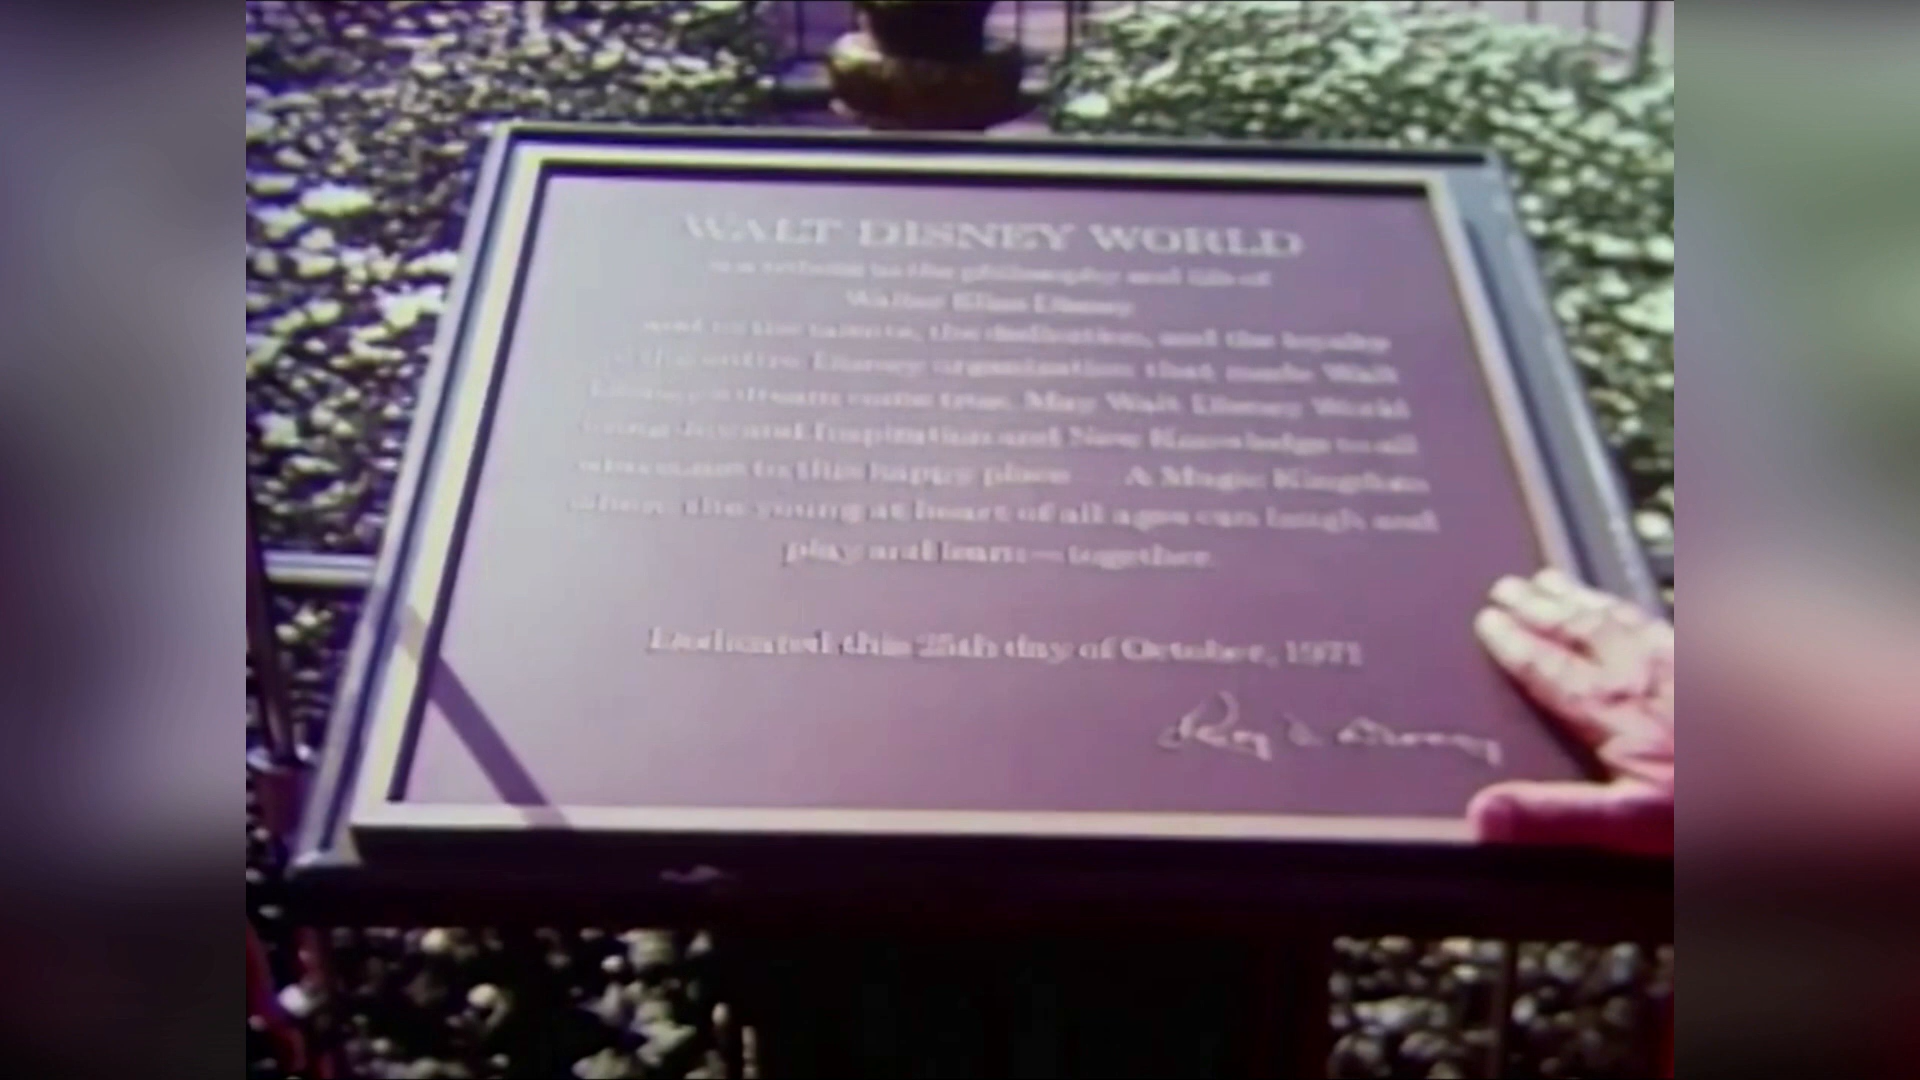 WALT DISNEY WORLD
is a tribute to the philosophy and life of
Walter Elias Disney
and to the talents, the dedication, and the loyalty
of the entire Disney organization that made Walt
Disney's dream come true. May Walt Disney World
bring Joy and Inspiration and New Knowledge to all
who come to this happy place A Magic Kingdom
where the young at heart of all ages can laugh and
play and learn — together.
Dedicated this 25th day of October, 1971
Roy O. Disney